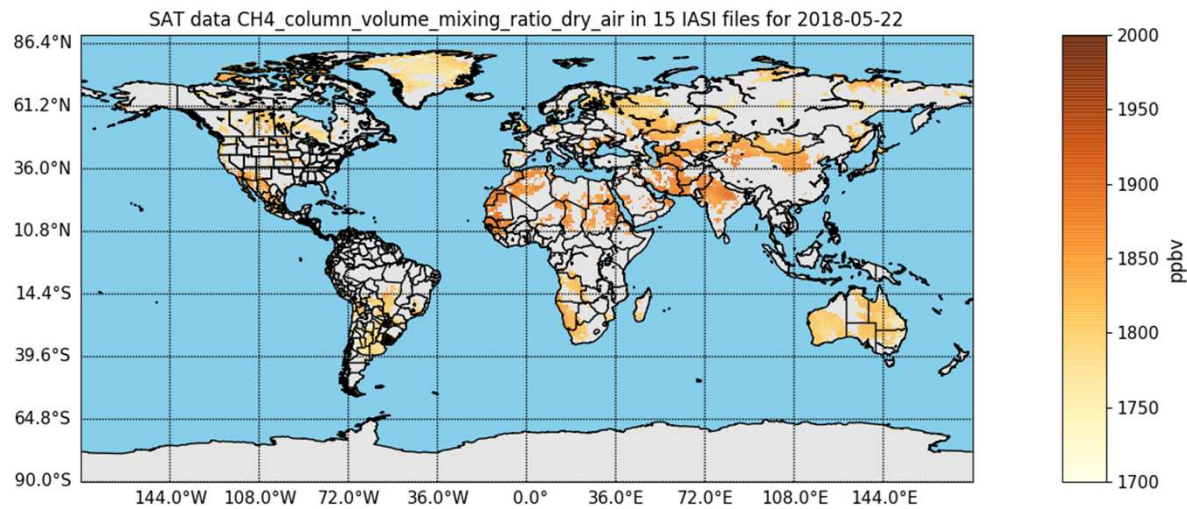 SAT data CH4_column_volume_mixing_ratio_dry_air in 15 IASI files for 2018-05-22
86.4°N
61.2°N
36.0°N
10.8°N
14.4°S
39.6°S
64.8°S
90.0°S
144.0°W 108.0°W 72.0°W 36.0°W 0.0° 36.0°E 72.0°E 108.0°E 144.0°E
2000
1950
1900
1850
1800
1750
1700
ppbv